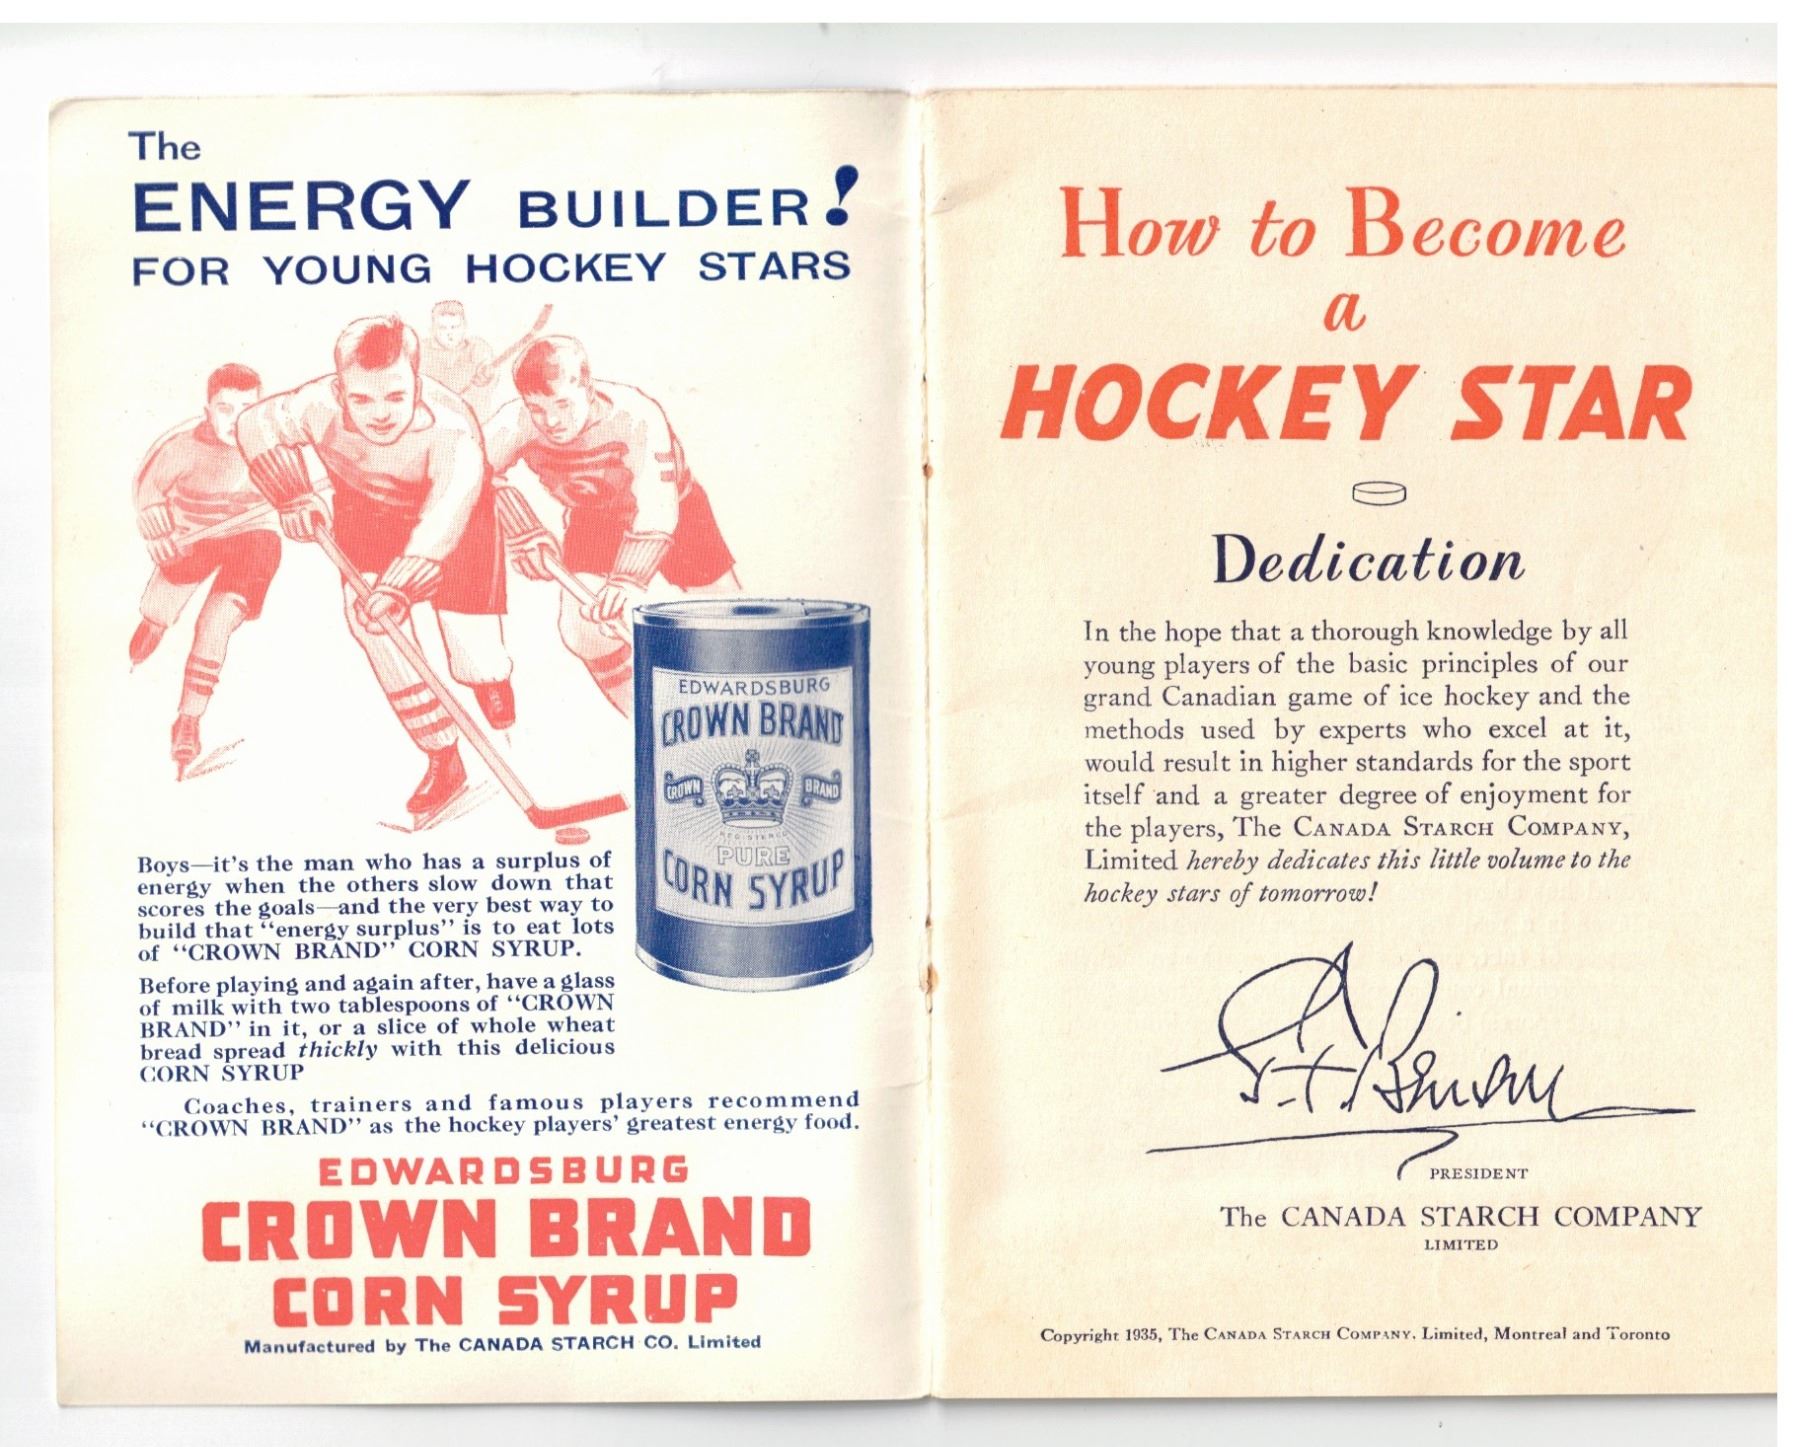 The
ENERGY BUILDER!
FOR YOUNG HOCKEY STARS
EDWARDSBURG
CROWN BRAND
CROWN BRAND
REGISTERED
PURE
CORN SYRUP
Boys—it's the man who has a surplus of
energy when the others slow down that
scores the goals—and the very best way to
build that "energy surplus" is to eat lots
of "CROWN BRAND" CORN SYRUP.
Before playing and again after, have a glass
of milk with two tablespoons of "CROWN
BRAND" in it, or a slice of whole wheat
bread spread thickly with this delicious
CORN SYRUP
Coaches, trainers and famous players recommend
"CROWN BRAND" as the hockey players' greatest energy food.
EDWARDSBURG
CROWN BRAND
CORN SYRUP
Manufactured by The CANADA STARCH CO. Limited
How to Become
a
HOCKEY STAR
Dedication
In the hope that a thorough knowledge by all
young players of the basic principles of our
grand Canadian game of ice hockey and the
methods used by experts who excel at it,
would result in higher standards for the sport
itself and a greater degree of enjoyment for
the players, The CANADA STARCH COMPANY,
Limited hereby dedicates this little volume to the
hockey stars of tomorrow!
PRESIDENT
The CANADA STARCH COMPANY
LIMITED
Copyright 1935, The CANADA STARCH COMPANY, Limited, Montreal and Toronto